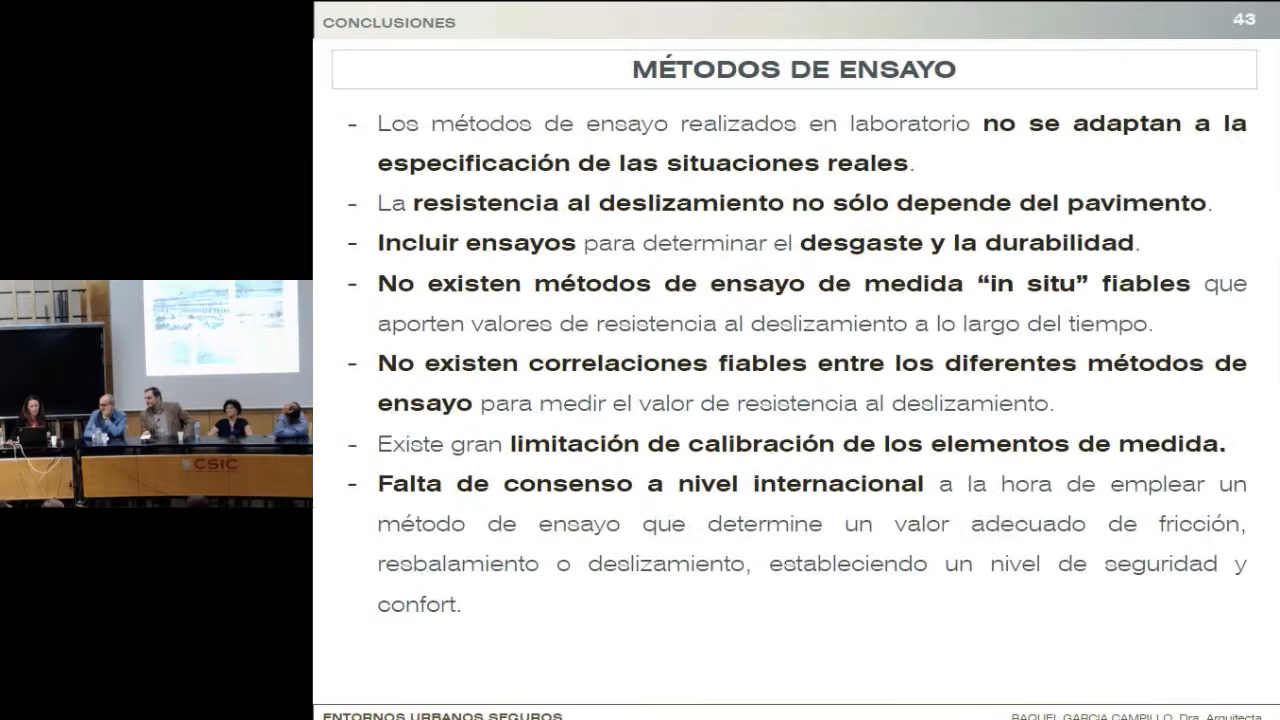 CONCLUSIONES
43
MÉTODOS DE ENSAYO
- Los métodos de ensayo realizados en laboratorio no se adaptan a la
especificación de las situaciones reales.
- La resistencia al deslizamiento no sólo depende del pavimento.
- Incluir ensayos para determinar el desgaste y la durabilidad.
- No existen métodos de ensayo de medida “in situ” fiables que
aporten valores de resistencia al deslizamiento a lo largo del tiempo.
- No existen correlaciones fiables entre los diferentes métodos de
ensayo para medir el valor de resistencia al deslizamiento.
- Existe gran limitación de calibración de los elementos de medida.
- Falta de consenso a nivel internacional a la hora de emplear un
método de ensayo que determine un valor adecuado de fricción,
resbalamiento o deslizamiento, estableciendo un nivel de seguridad y
confort.
CSIC
ENTORNOS URBANOS SEGUROS
RAQUEL GARCIA CAMPILLO. Dra. Arquitecta